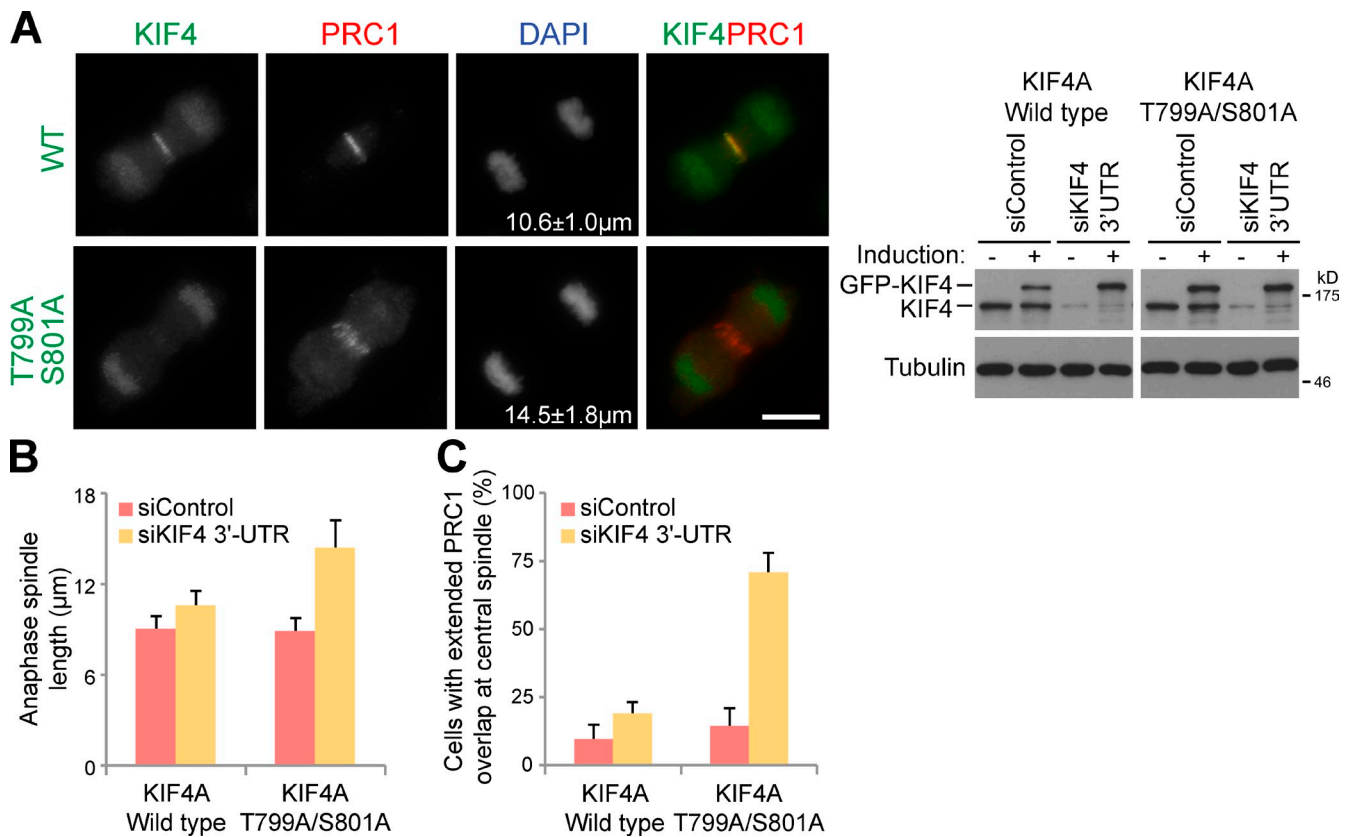 A
KIF4
PRC1
DAPI
KIF4PRC1
WT
10.6±1.0µm
T799A
S801A
14.5±1.8µm
KIF4A
Wild type
KIF4A
T799A/S801A
siControl
siKIF4
3'UTR
siControl
siKIF4
3'UTR
Induction: - + - + - + - +
GFP-KIF4
KIF4
kD
175
Tubulin
46
B
Anaphase spindle
length (µm)
18
12
6
0
siControl
siKIF4 3'-UTR
KIF4A
Wild type
KIF4A
T799A/S801A
C
Cells with extended PRC1
overlap at central spindle (%)
100
75
50
25
0
siControl
siKIF4 3'-UTR
KIF4A
Wild type
KIF4A
T799A/S801A